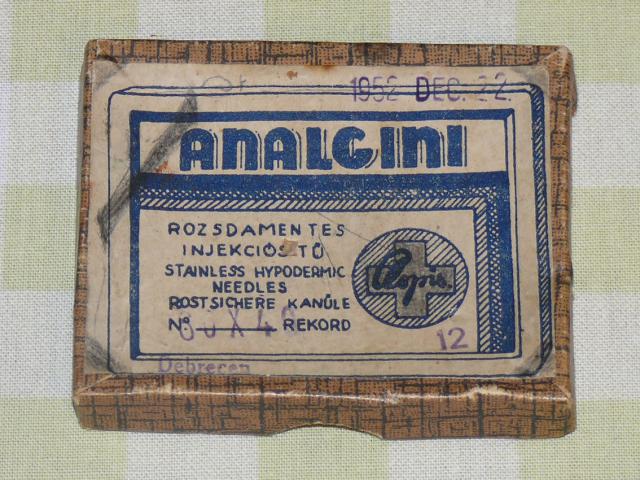 1952 DEC. 22.
ANALGINI
ROZSDAMENTES
INJEKCIÓS TŰ
STAINLESS HYPODERMIC
NEEDLES
ROSTSICHERE KANÜLE
No REKORD
12
Debrecen